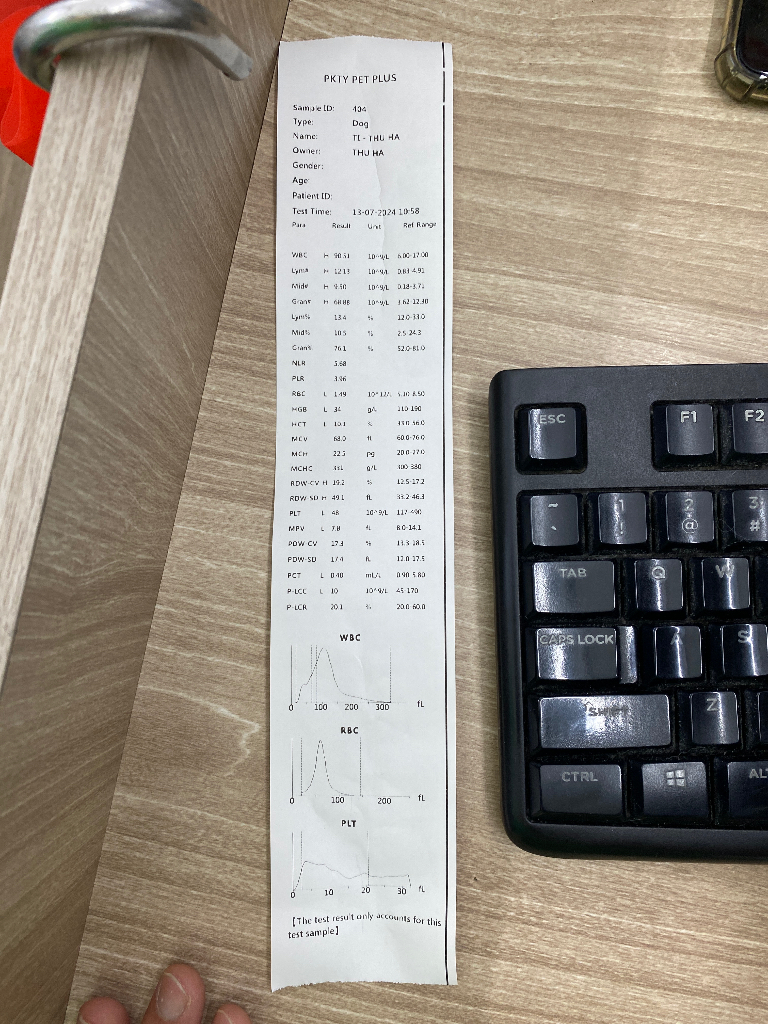 PKTY PET PLUS
Sample ID: 404
Type: Dog
Name: TI - THU HA
Owner: THU HA
Gender:
Age:
Patient ID:
Test Time: 13-07-2024 10:58
Para Result Unit Ref Range
WBC H 90.51 10^9/L 6.00-17.00
Lym# H 12.13 10^9/L 0.83-4.91
Mid# H 9.50 10^9/L 0.18-3.71
Gran# H 68.88 10^9/L 3.62-12.30
Lym% 13.4 % 12.0-33.0
Mid% 10.5 % 2.5-24.3
Gran% 76.1 % 52.0-81.0
NLR 5.68
PLR 3.96
RBC L 1.49 10^12/L 5.10-8.50
HGB L 34 g/L 110-190
HCT L 10.1 % 33.0-56.0
MCV 68.0 fL 60.0-76.0
MCH 22.5 pg 20.0-27.0
MCHC g/L 300-380
RDW-CV H 19.2 % 12.5-17.2
RDW-SD H 49.1 fL 33.2-46.3
PLT L 48 10^9/L 117-490
MPV L 7.8 fL 8.0-14.1
PDW-CV 17.3 % 13.3-18.5
PDW-SD 17.4 fL 12.0-17.5
PCT L 0.40 mL/L 0.90-5.80
P-LCC L 10 10^9/L 45-170
P-LCR 20.1 % 20.0-60.0
WBC
0 100 200 300 fL
RBC
0 100 200 fL
PLT
0 10 20 30 fL
[The test result only accounts for this
test sample]
ESC F1 F2
~ 1 2 3
` ! @ #
TAB Q W
CAPS LOCK A S
SHIFT Z
CTRL ALT